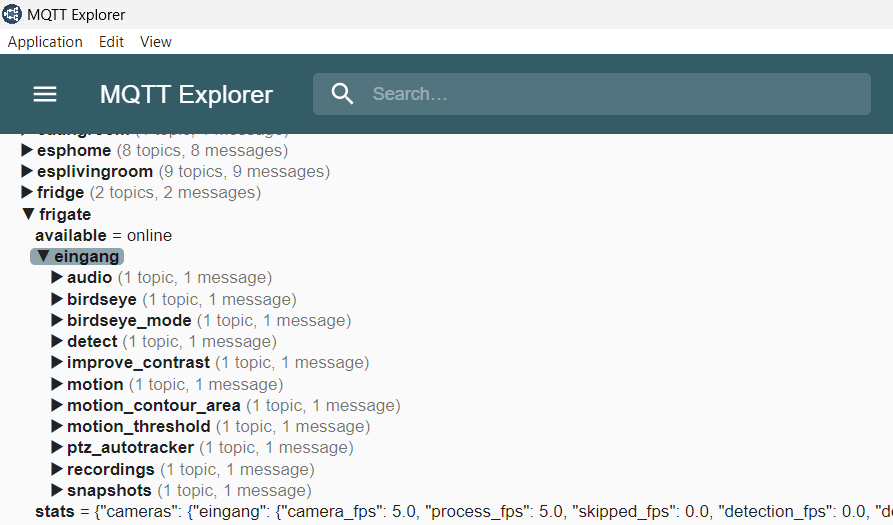 MQTT Explorer
Application Edit View
MQTT Explorer Search...
esphome (8 topics, 8 messages)
esplivingroom (9 topics, 9 messages)
fridge (2 topics, 2 messages)
frigate
available = online
eingang
audio (1 topic, 1 message)
birdseye (1 topic, 1 message)
birdseye_mode (1 topic, 1 message)
detect (1 topic, 1 message)
improve_contrast (1 topic, 1 message)
motion (1 topic, 1 message)
motion_contour_area (1 topic, 1 message)
motion_threshold (1 topic, 1 message)
ptz_autotracker (1 topic, 1 message)
recordings (1 topic, 1 message)
snapshots (1 topic, 1 message)
stats = {"cameras": {"eingang": {"camera_fps": 5.0, "process_fps": 5.0, "skipped_fps": 0.0, "detection_fps": 0.0,